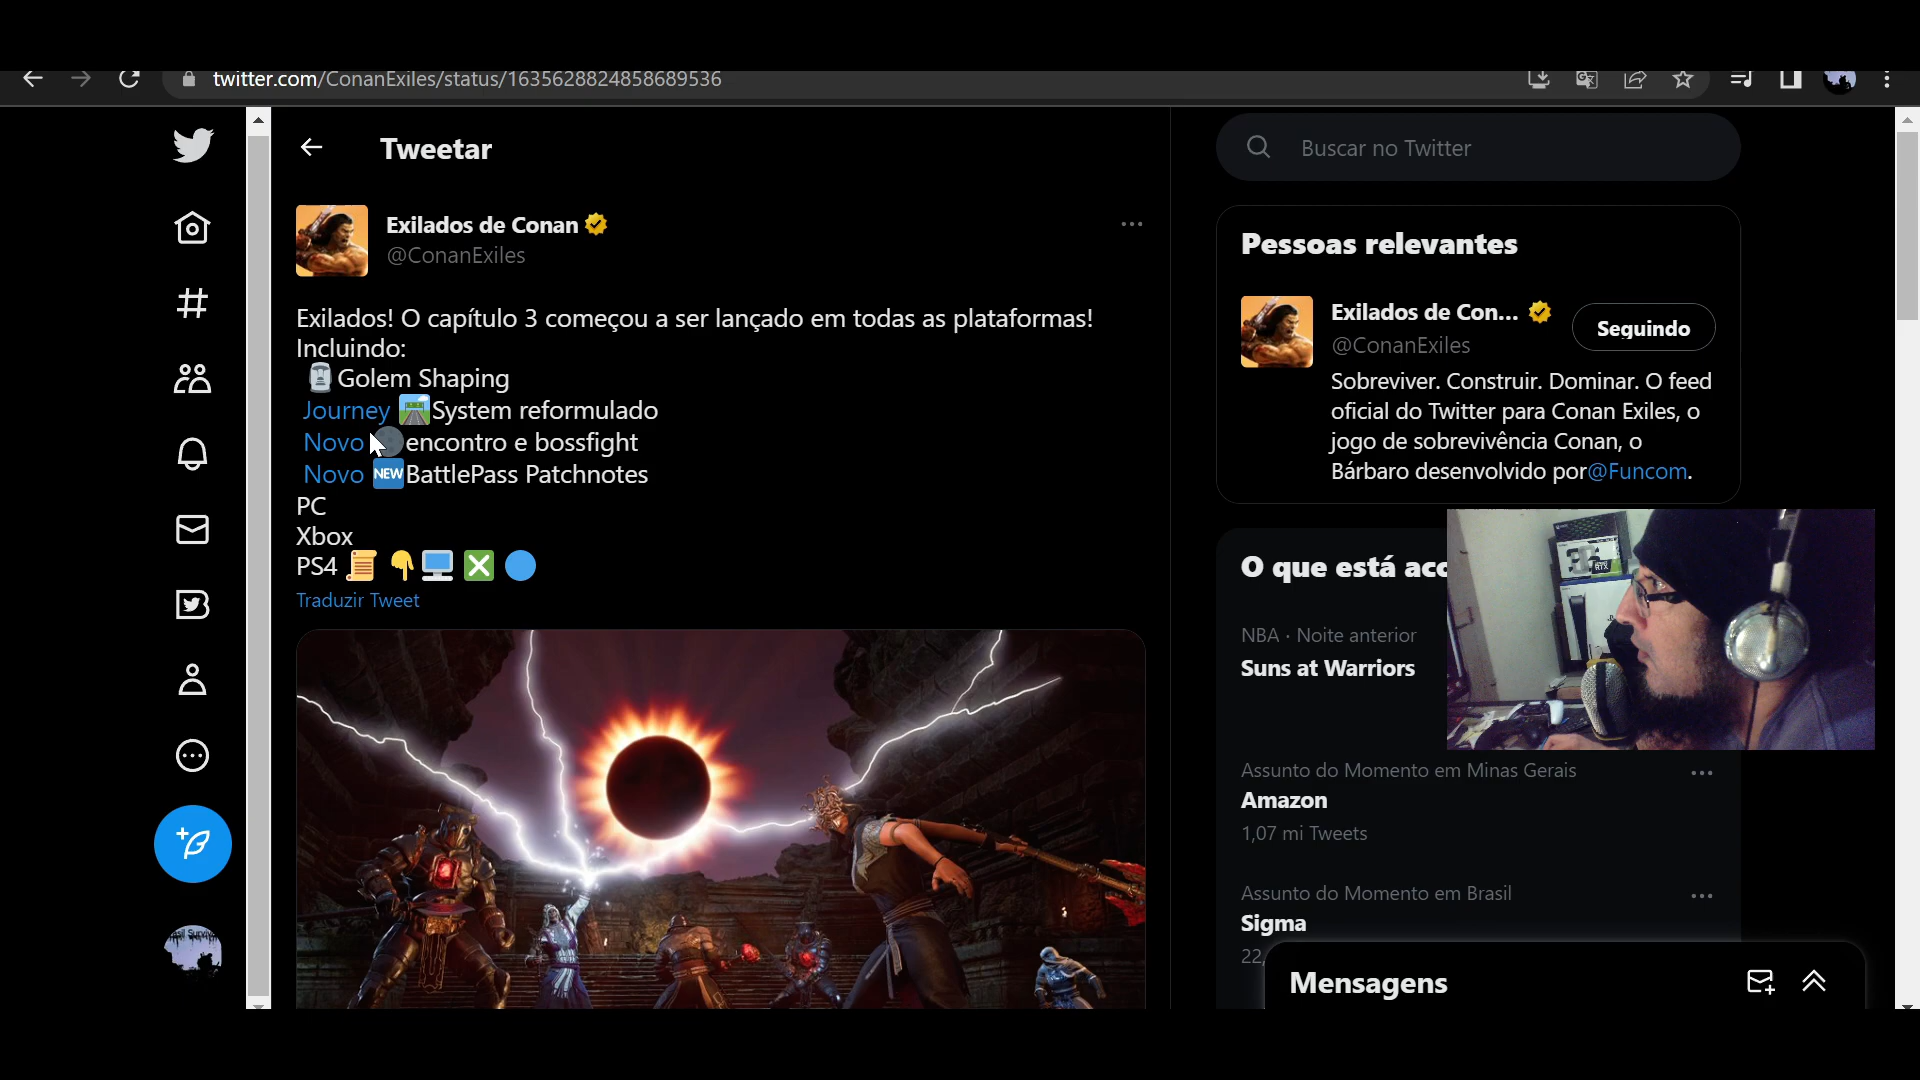 twitter.com/ConanExiles/status/1635628824858689536
Tweetar
Buscar no Twitter
Exilados de Conan
@ConanExiles
Exilados! O capítulo 3 começou a ser lançado em todas as plataformas!
Incluindo:
Golem Shaping
Journey System reformulado
Novo encontro e bossfight
Novo NEW BattlePass Patchnotes
PC
Xbox
PS4
Traduzir Tweet
Pessoas relevantes
Exilados de Con...
@ConanExiles
Seguindo
Sobreviver. Construir. Dominar. O feed
oficial do Twitter para Conan Exiles, o
jogo de sobrevivência Conan, o
Bárbaro desenvolvido por@Funcom.
O que está aco
NBA · Noite anterior
Suns at Warriors
Assunto do Momento em Minas Gerais
Amazon
1,07 mi Tweets
Assunto do Momento em Brasil
Sigma
22,
Mensagens